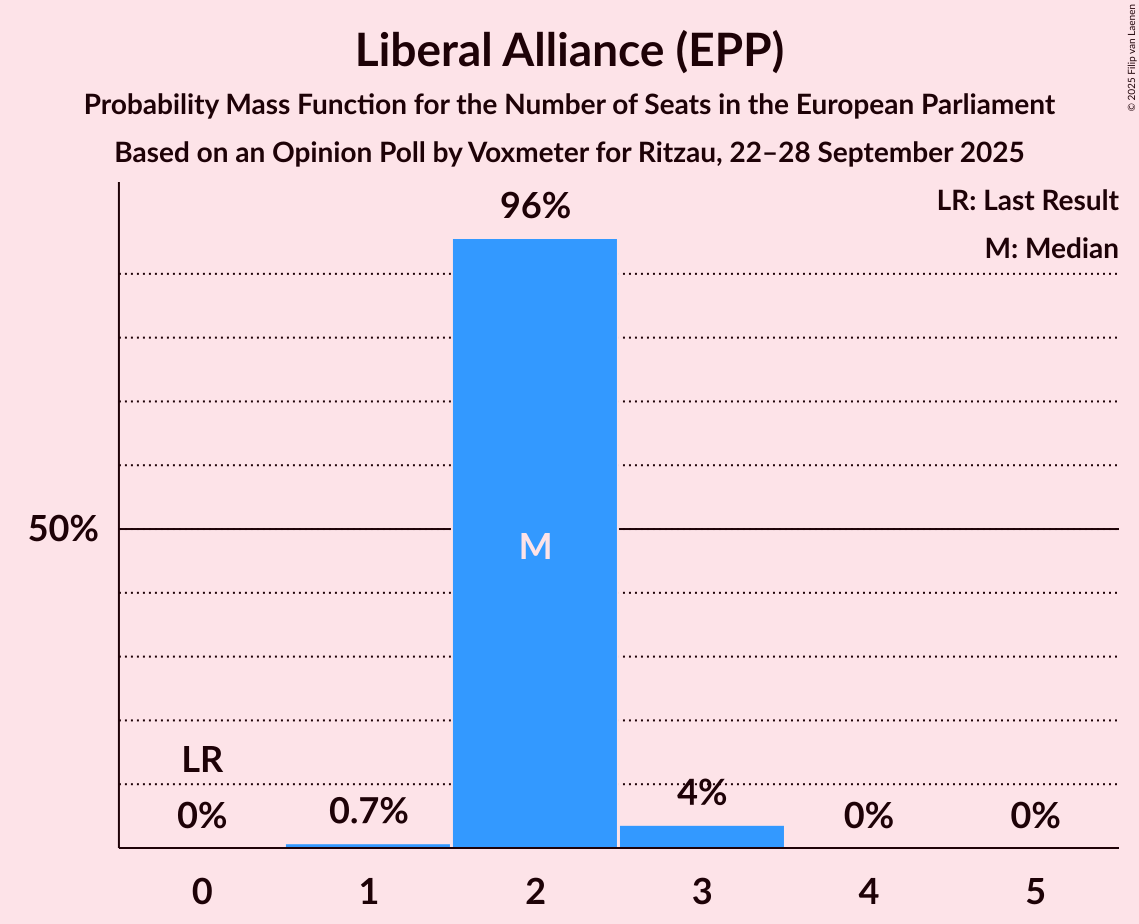 Liberal Alliance (EPP)
Probability Mass Function for the Number of Seats in the European Parliament
Based on an Opinion Poll by Voxmeter for Ritzau, 22–28 September 2025
© 2025 Filip van Laenen
LR: Last Result
M: Median
96%
50%
M
LR
0%
0.7%
4%
0%
0%
0
1
2
3
4
5